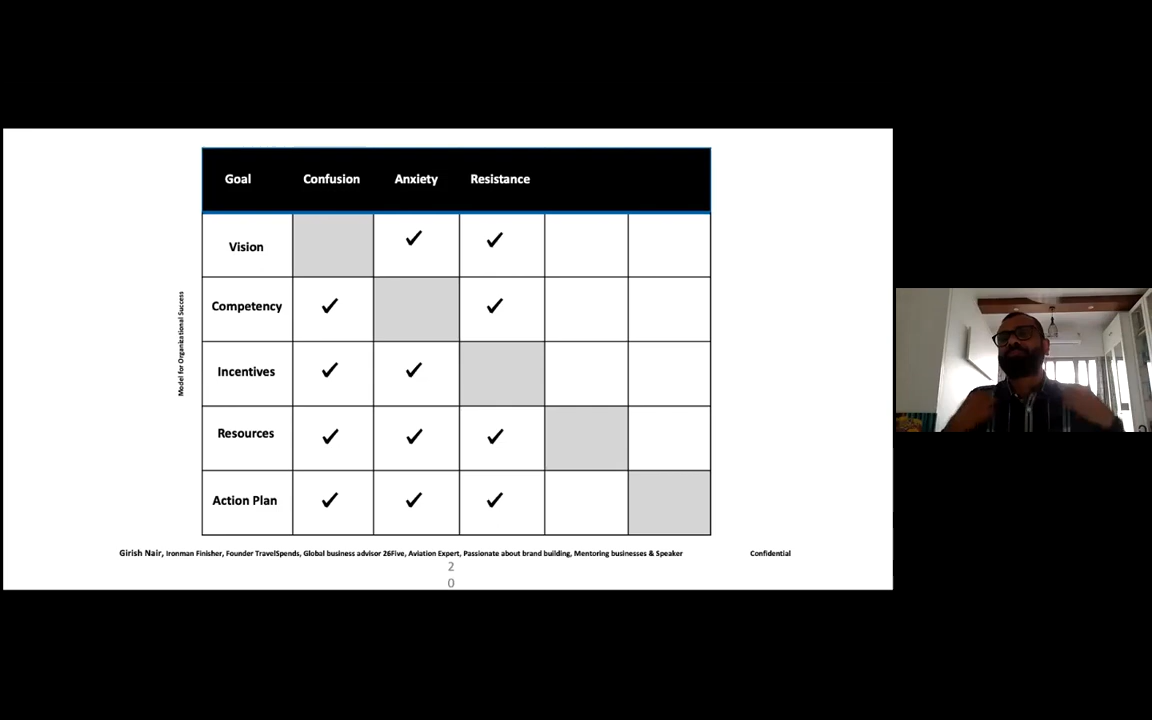 Goal Confusion Anxiety Resistance
Vision ✓ ✓
Competency ✓ ✓
Incentives ✓ ✓
Resources ✓ ✓ ✓
Action Plan ✓ ✓ ✓
Model for Organizational Success
Girish Nair, Ironman Finisher, Founder TravelSpends, Global business advisor 26Five, Aviation Expert, Passionate about brand building, Mentoring businesses & Speaker Confidential
2
0